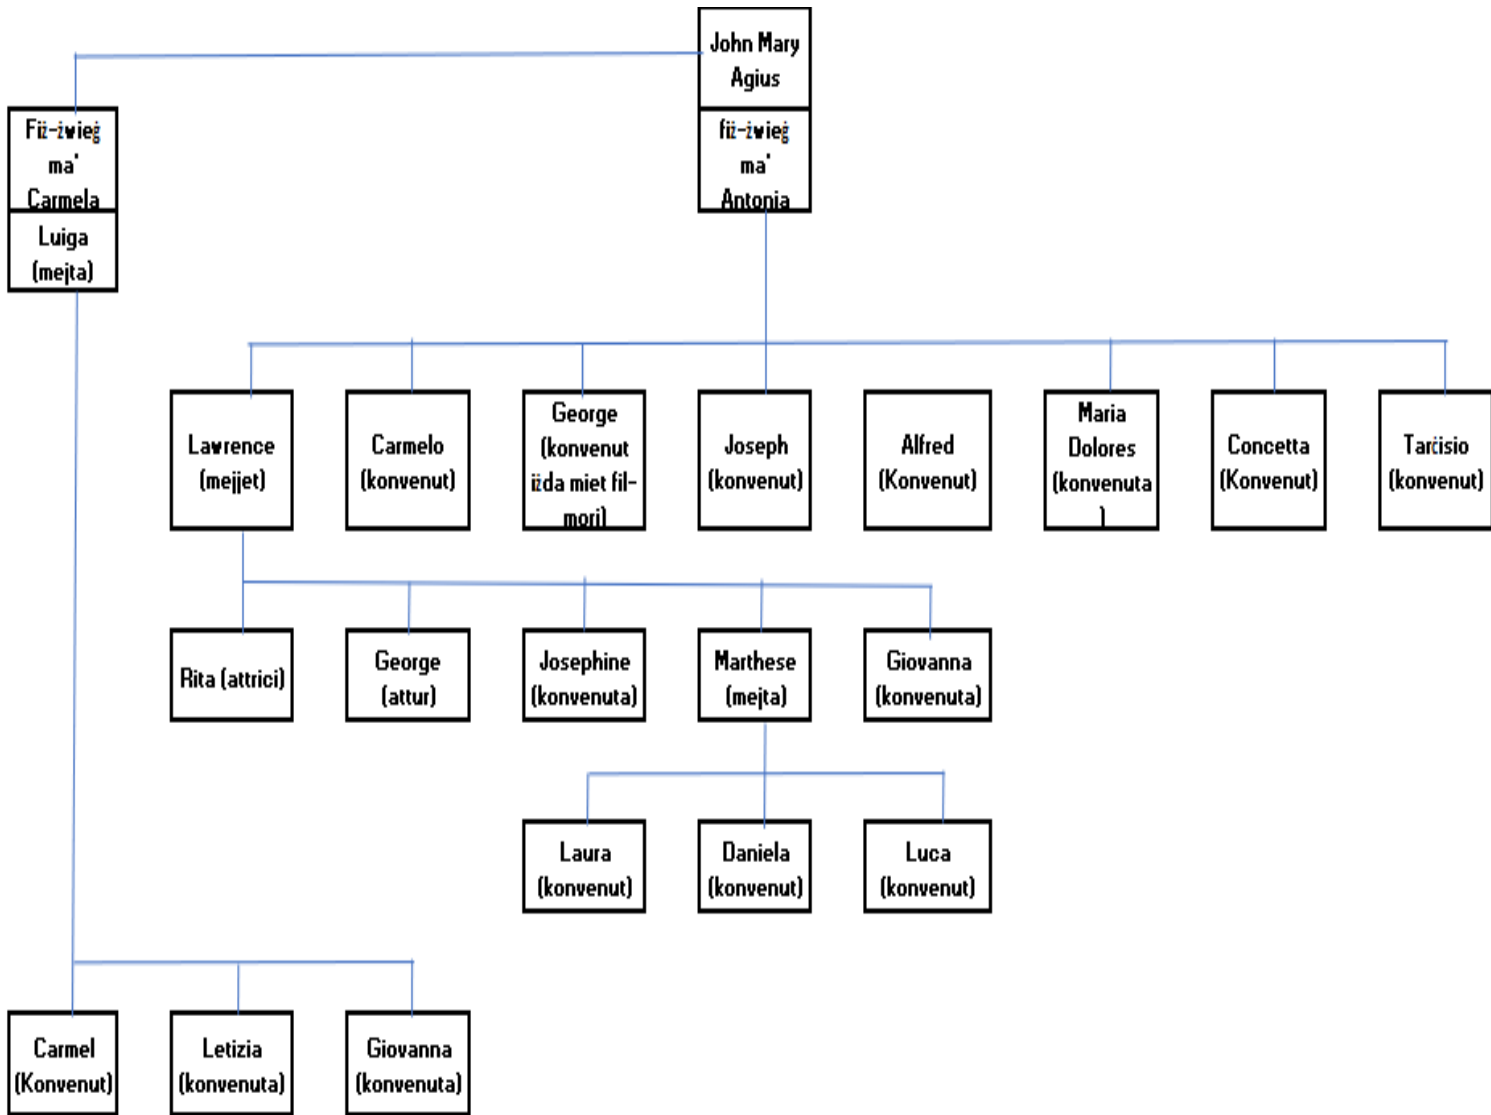 John Mary
Agius
Fiż-żwieġ
ma'
Carmela
Luiga
(mejta)
fiż-żwieġ
ma'
Antonia
Lawrence
(mejjet)
Carmelo
(konvenut)
George
(konvenut
iżda miet fil-
mori)
Joseph
(konvenut)
Alfred
(Konvenut)
Maria
Dolores
(konvenuta
)
Concetta
(Konvenut)
Tarċisio
(konvenut)
Rita (attrici)
George
(attur)
Josephine
(konvenuta)
Marthese
(mejta)
Giovanna
(konvenuta)
Laura
(konvenut)
Daniela
(konvenut)
Luca
(konvenut)
Carmel
(Konvenut)
Letizia
(konvenuta)
Giovanna
(konvenuta)